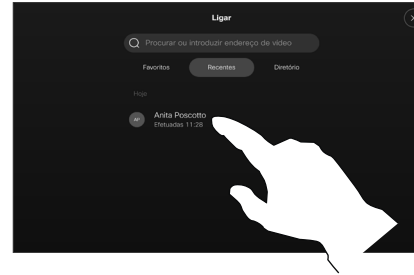 Ligar
Procurar ou introduzir endereço de vídeo
Favoritos Recentes Diretório
Hoje
AP Anita Poscotto
Efetuadas 11:28